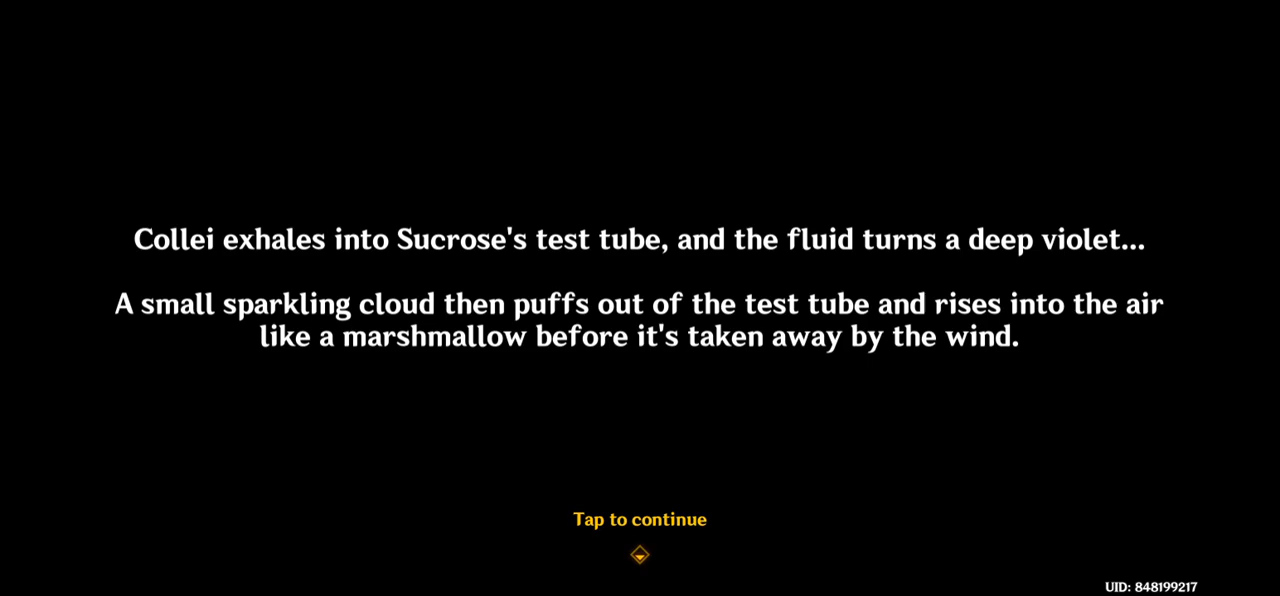 Collei exhales into Sucrose's test tube, and the fluid turns a deep violet...
A small sparkling cloud then puffs out of the test tube and rises into the air
like a marshmallow before it's taken away by the wind.
Tap to continue
UID: 848199217